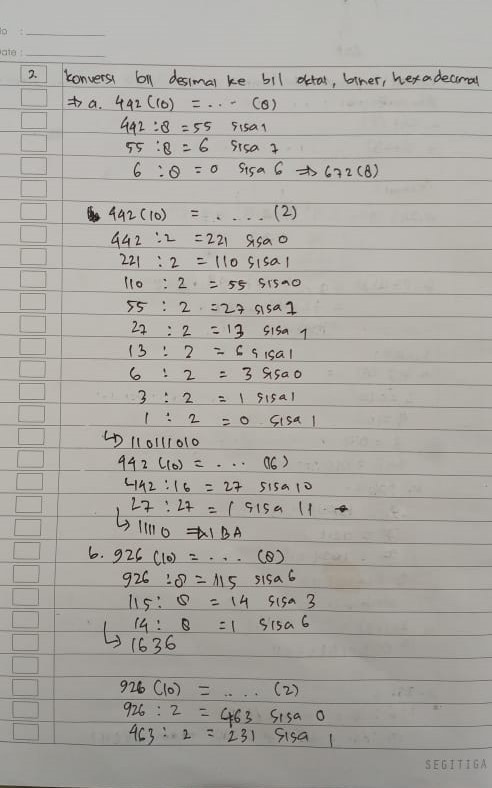 No :
Date :
2. konversi bil desimal ke bil oktal, biner, hexadecimal
⇒ a. 442 (10) = ... (8)
442 : 8 = 55 sisa 1
55 : 8 = 6 sisa 7
6 : 8 = 0 sisa 6 ⇒ 672 (8)
442 (10) = ..... (2)
442 : 2 = 221 sisa 0
221 : 2 = 110 sisa 1
110 : 2 = 55 sisa 0
55 : 2 = 27 sisa 1
27 : 2 = 13 sisa 1
13 : 2 = 6 sisa 1
6 : 2 = 3 sisa 0
3 : 2 = 1 sisa 1
1 : 2 = 0 sisa 1
↳ 110111010
442 (10) = .... (16)
442 : 16 = 27 sisa 10
27 : 27 = 1 sisa 11
↳ 11110 ⇒ 1BA
b. 926 (10) = ... (8)
926 : 8 = 115 sisa 6
115 : 8 = 14 sisa 3
14 : 8 = 1 sisa 6
↳ 1636
926 (10) = .... (2)
926 : 2 = 463 sisa 0
463 : 2 = 231 sisa 1
SEGITIGA